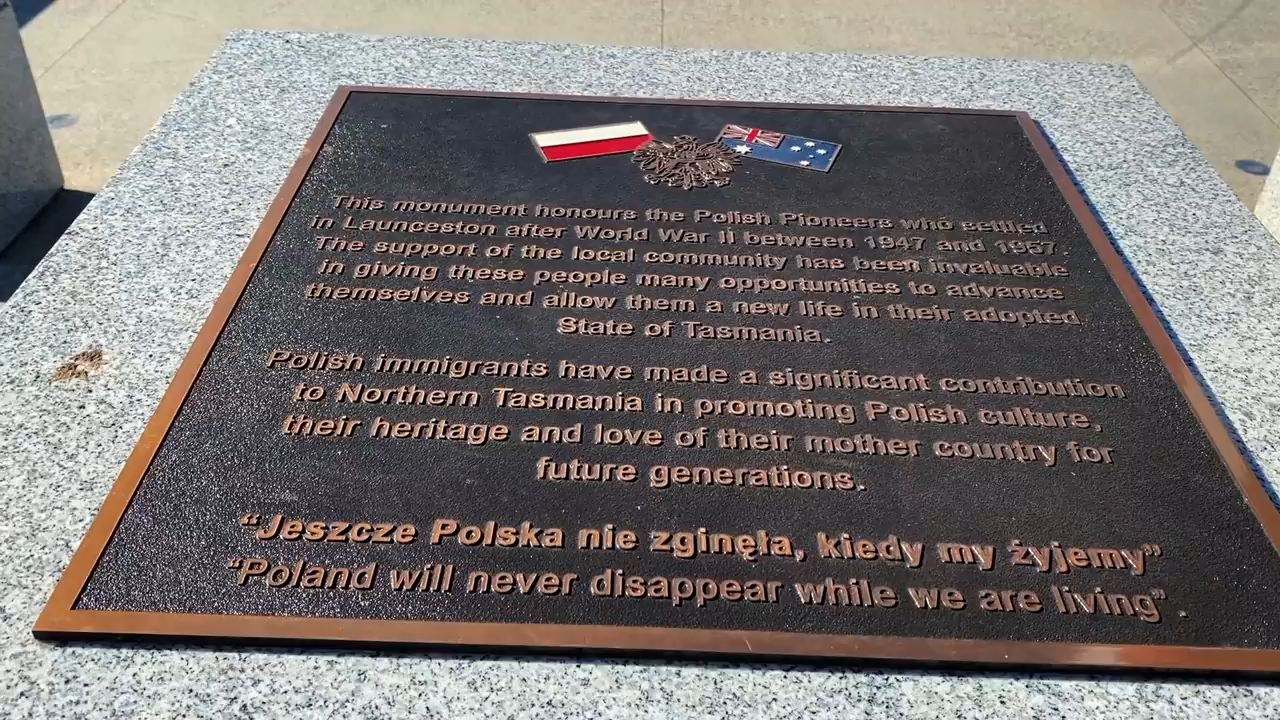 This monument honours the Polish Pioneers who settled
in Launceston after World War II between 1947 and 1957.
The support of the local community has been invaluable
in giving these people many opportunities to advance
themselves and allow them a new life in their adopted
State of Tasmania.
Polish immigrants have made a significant contribution
to Northern Tasmania in promoting Polish culture,
their heritage and love of their mother country for
future generations.
“Jeszcze Polska nie zginęła, kiedy my żyjemy”
“Poland will never disappear while we are living”.